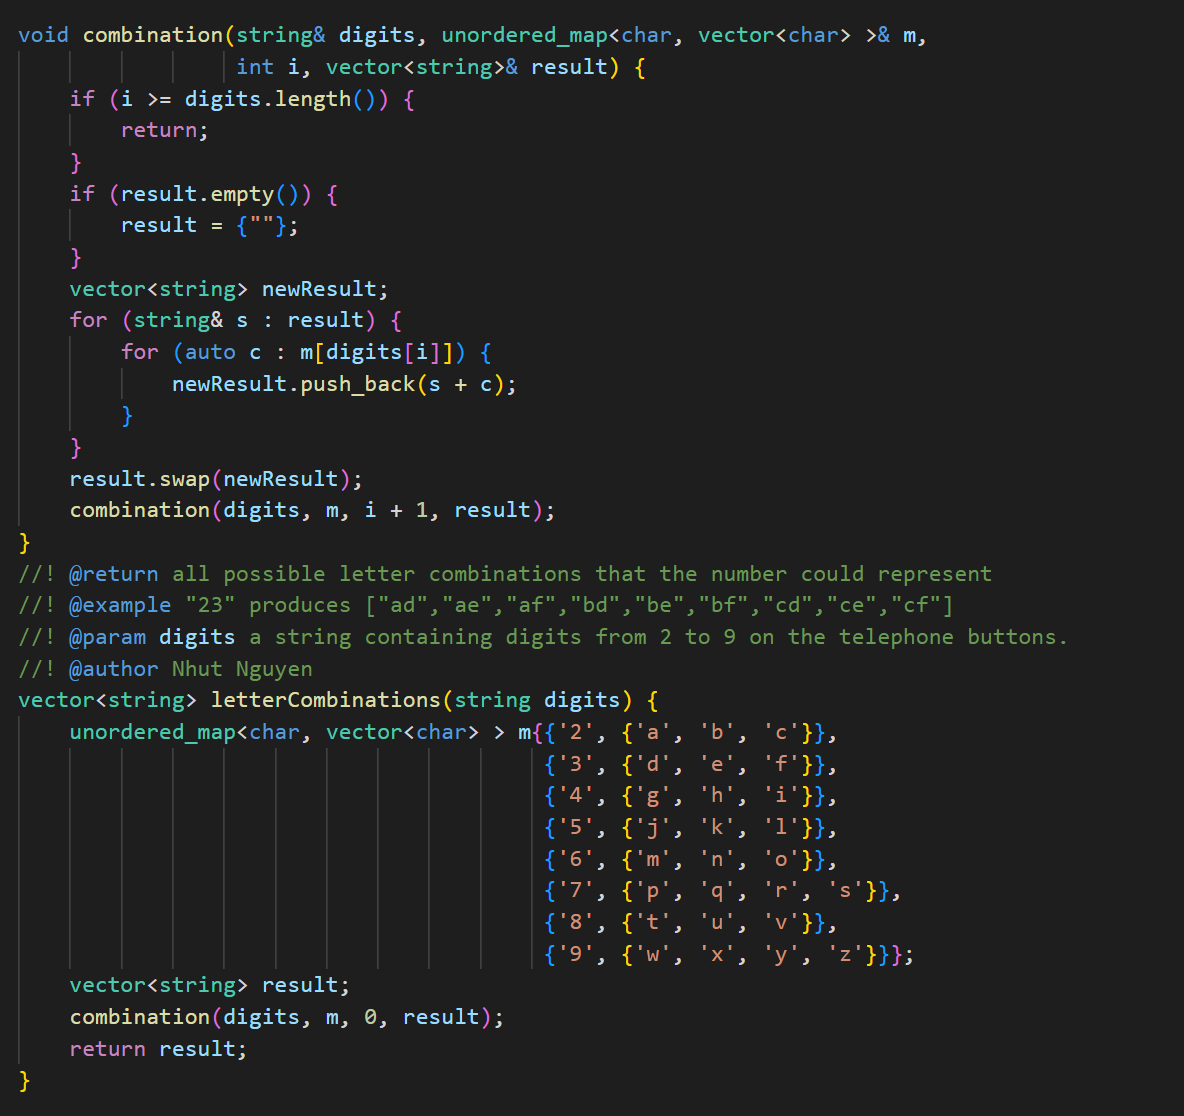 void combination(string& digits, unordered_map<char, vector<char> >& m,
                 int i, vector<string>& result) {
    if (i >= digits.length()) {
        return;
    }
    if (result.empty()) {
        result = {""};
    }
    vector<string> newResult;
    for (string& s : result) {
        for (auto c : m[digits[i]]) {
            newResult.push_back(s + c);
        }
    }
    result.swap(newResult);
    combination(digits, m, i + 1, result);
}
//! @return all possible letter combinations that the number could represent
//! @example "23" produces ["ad","ae","af","bd","be","bf","cd","ce","cf"]
//! @param digits a string containing digits from 2 to 9 on the telephone buttons.
//! @author Nhut Nguyen
vector<string> letterCombinations(string digits) {
    unordered_map<char, vector<char> > m{{'2', {'a', 'b', 'c'}},
                                         {'3', {'d', 'e', 'f'}},
                                         {'4', {'g', 'h', 'i'}},
                                         {'5', {'j', 'k', 'l'}},
                                         {'6', {'m', 'n', 'o'}},
                                         {'7', {'p', 'q', 'r', 's'}},
                                         {'8', {'t', 'u', 'v'}},
                                         {'9', {'w', 'x', 'y', 'z'}}};
    vector<string> result;
    combination(digits, m, 0, result);
    return result;
}